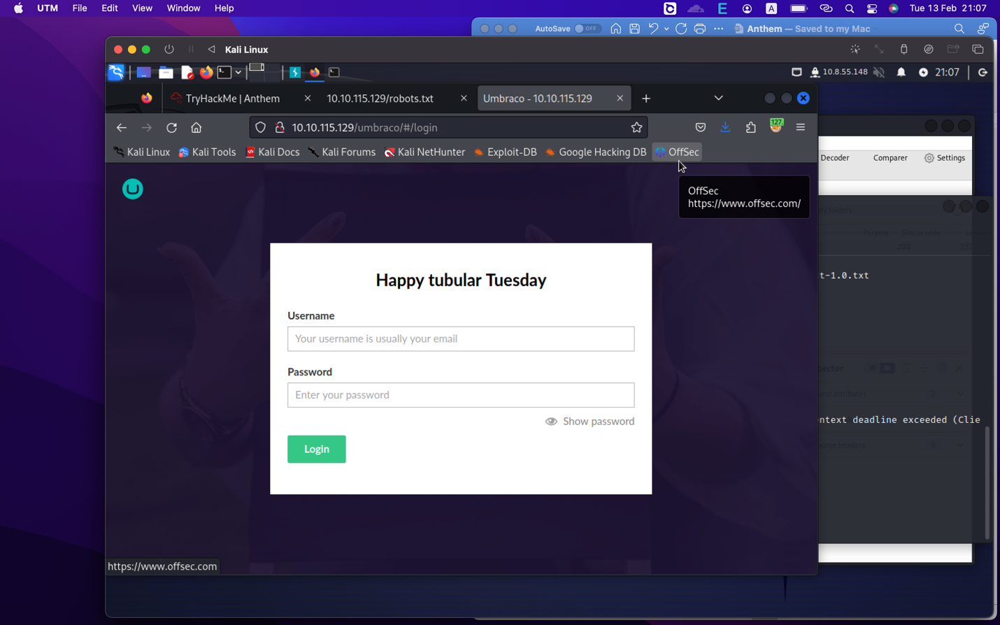 UTM File Edit View Window Help
E A Tue 13 Feb 21:07
AutoSave OFF Anthem — Saved to my Mac
Kali Linux
10.8.55.148 21:07
TryHackMe | Anthem
10.10.115.129/robots.txt
Umbraco - 10.10.115.129
10.10.115.129/umbraco/#/login
127.
Kali Linux Kali Tools Kali Docs Kali Forums Kali NetHunter Exploit-DB Google Hacking DB OffSec
Decoder Comparer Settings
OffSec
https://www.offsec.com/
Params Status code
200
t-1.0.txt
Happy tubular Tuesday
Username
Your username is usually your email
Password
Enter your password
Show password
Login
ntext deadline exceeded (Clie
https://www.offsec.com